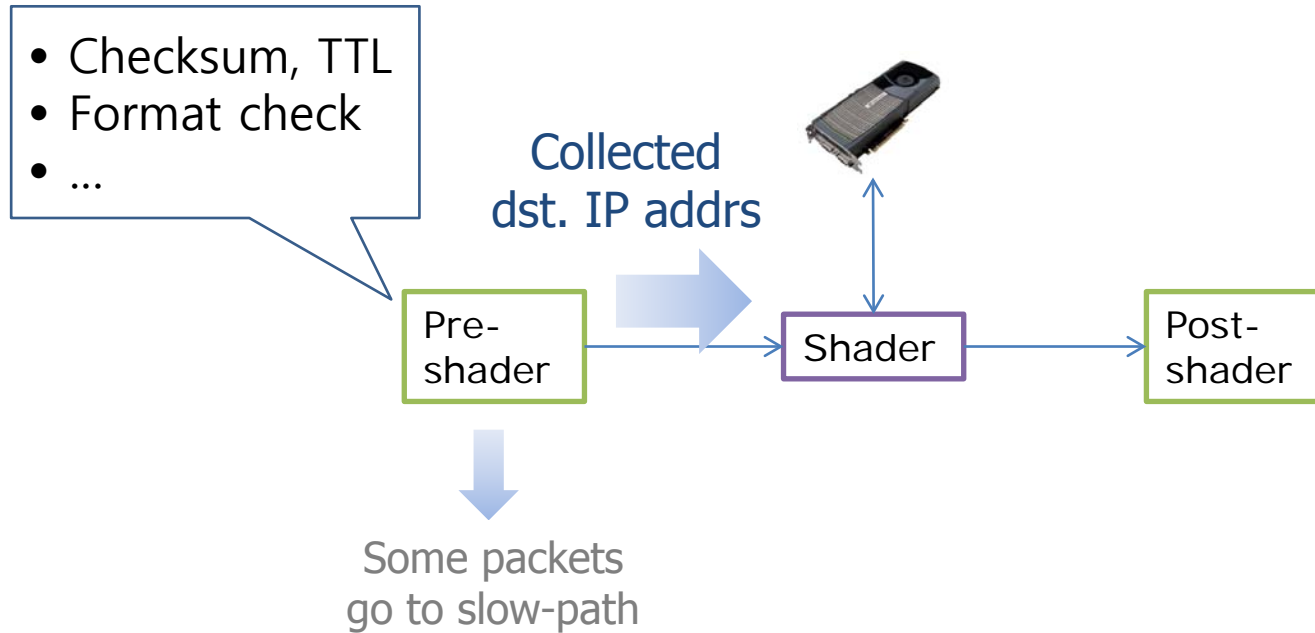 • Checksum, TTL
• Format check
• ...
Collected
dst. IP addrs
Pre-
shader
Shader
Post-
shader
Some packets
go to slow-path